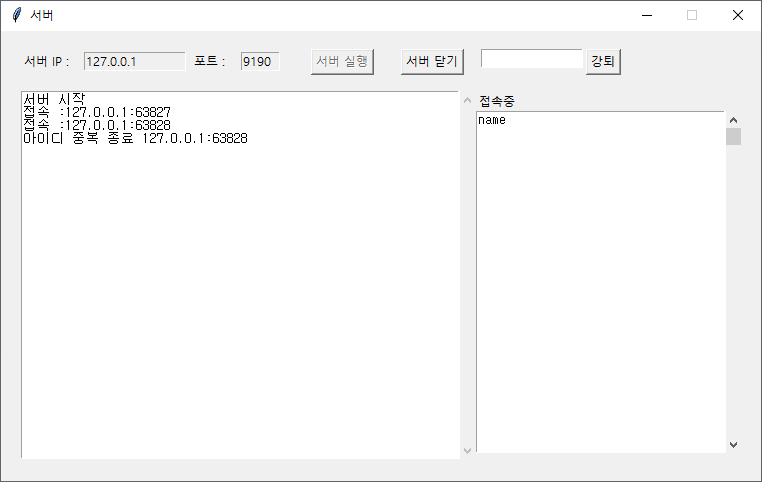 서버
서버 IP : 127.0.0.1 포트 : 9190 서버 실행 서버 닫기 강퇴
서버 시작
접속 :127.0.0.1:63827
접속 :127.0.0.1:63828
아이디 중복 종료 127.0.0.1:63828
접속중
name